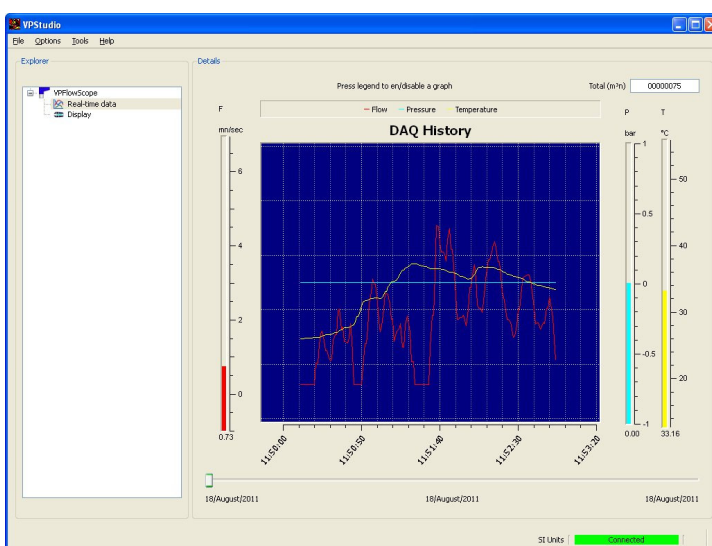 VPStudio
File Options Tools Help
Explorer
Details
VPFlowScope
Real-time data
Display
Press legend to en/disable a graph
Total (m³n) 00000075
F
Flow Pressure Temperature
P T
mn/sec
DAQ History
bar °C
6
4
2
0
0.73
1
0.5
0
-0.5
-1
0.00
50
40
30
20
33.16
11:50:00 11:50:50 11:51:40 11:52:30 11:53:20
18/August/2011 18/August/2011 18/August/2011
SI Units Connected